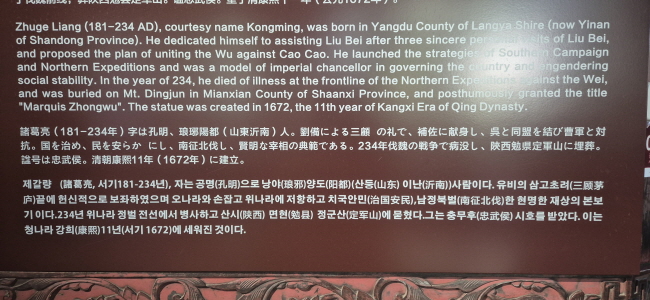 Zhuge Liang (181-234 AD), courtesy name Kongming, was born in Yangdu County of Langya Shire (now Yinan
of Shandong Province). He dedicated himself to assisting Liu Bei after three sincere personal visits of Liu Bei,
and proposed the plan of uniting the Wu against Cao Cao. He launched the strategies of Southern Campaign
and Northern Expeditions and was a model of imperial chancellor in governing the country and engendering
social stability. In the year of 234, he died of illness at the frontline of the Northern Expeditions against the Wei,
and was buried on Mt. Dingjun in Mianxian County of Shaanxi Province, and posthumously granted the title
"Marquis Zhongwu". The statue was created in 1672, the 11th year of Kangxi Era of Qing Dynasty.
諸葛亮(181-234年)字は孔明、琅琊陽都(山東沂南)人。劉備による三顧 の礼で、補佐に献身し、呉と同盟を結び曹軍と対
抗。国を治め、民を安らか にし、南征北伐し、賢明な宰相の典範である。234年伐魏の戦争で病没し、陝西勉県定軍山に埋葬。
諡号は忠武侯。清朝康熙11年(1672年)に建立。
제갈량 (諸葛亮, 서기181-234년), 자는 공명(孔明)으로 낭야(琅邪)양도(阳都)(산동(山东) 이난(沂南))사람이다. 유비의 삼고초려(三顾茅
庐)끝에 헌신적으로 보좌하였으며 오나라와 손잡고 위나라에 저항하고 치국안민(治国安民),남정북벌(南征北伐)한 현명한 재상의 본보
기 이다.234년 위나라 정벌 전선에서 병사하고 산시(陕西) 면현(勉县) 정군산(定军山)에 묻혔다.그는 충무후(忠武侯) 시호를 받았다. 이는
청나라 강희(康熙)11년(서기 1672)에 세워진 것이다.